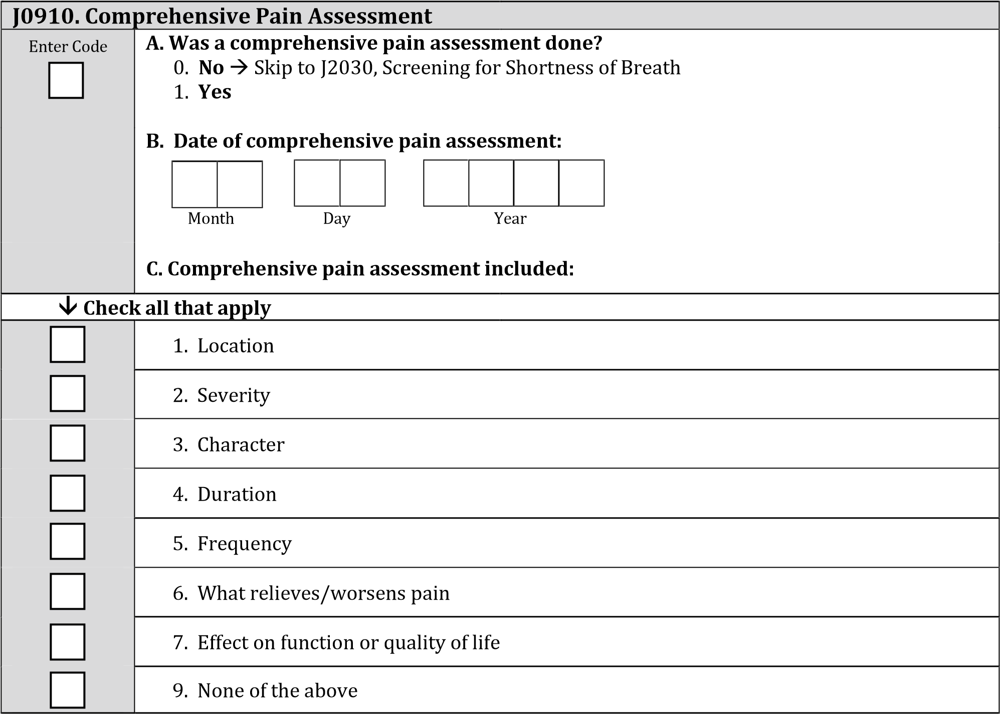 J0910. Comprehensive Pain Assessment
Enter Code
A. Was a comprehensive pain assessment done?
0. No → Skip to J2030, Screening for Shortness of Breath
1. Yes
B. Date of comprehensive pain assessment:
Month Day Year
C. Comprehensive pain assessment included:
↓ Check all that apply
1. Location
2. Severity
3. Character
4. Duration
5. Frequency
6. What relieves/worsens pain
7. Effect on function or quality of life
9. None of the above